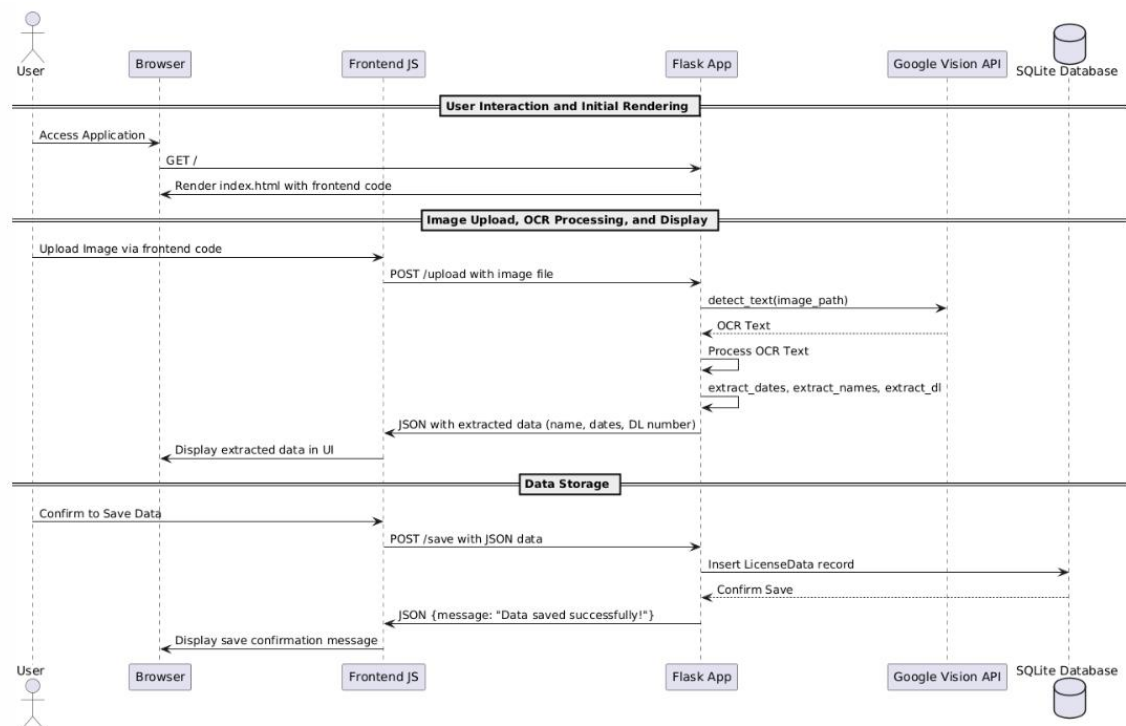 User
Browser
Frontend JS
Flask App
Google Vision API
SQLite Database
User Interaction and Initial Rendering
Access Application
GET /
Render index.html with frontend code
Image Upload, OCR Processing, and Display
Upload Image via frontend code
POST /upload with image file
detect_text(image_path)
OCR Text
Process OCR Text
extract_dates, extract_names, extract_dl
JSON with extracted data (name, dates, DL number)
Display extracted data in UI
Data Storage
Confirm to Save Data
POST /save with JSON data
Insert LicenseData record
Confirm Save
JSON {message: "Data saved successfully!"}
Display save confirmation message
User
Browser
Frontend JS
Flask App
Google Vision API
SQLite Database